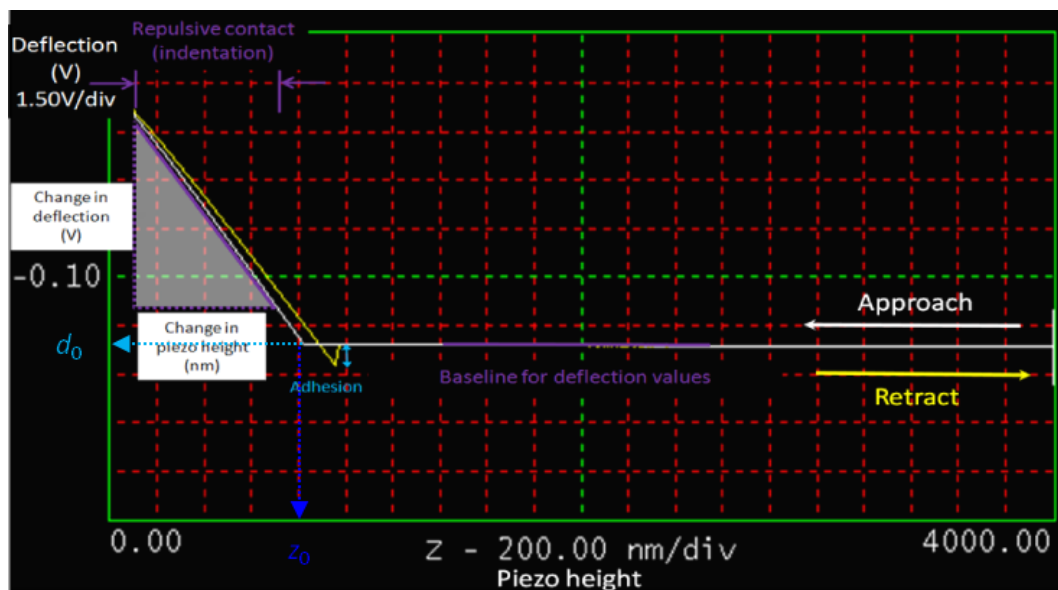 Repulsive contact
(indentation)
Deflection
(V)
1.50V/div
Change in
deflection
(V)
-0.10
Approach
Change in
piezo height
(nm)
d0
Adhesion
Baseline for deflection values
Retract
0.00
z0
Z - 200.00 nm/div
4000.00
Piezo height